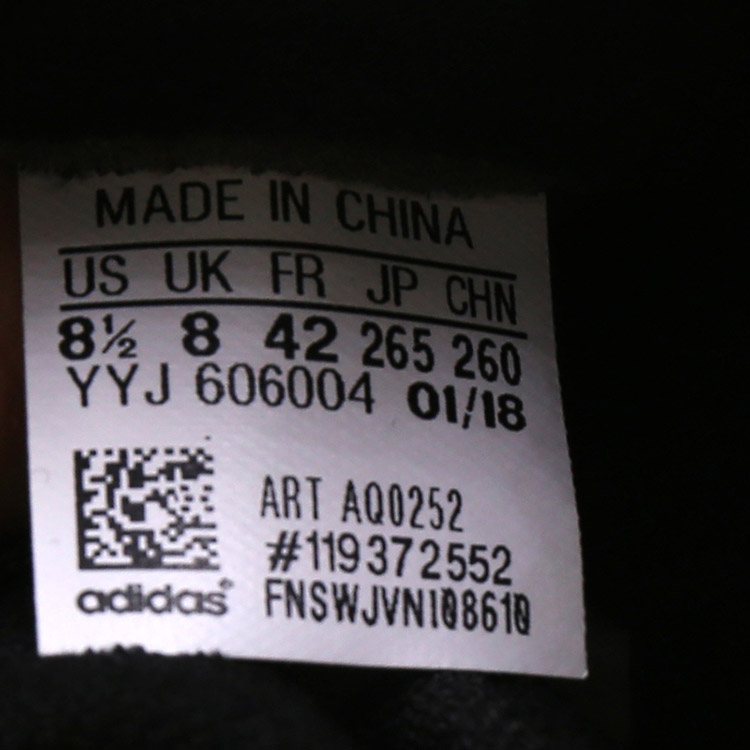 MADE IN CHINA
US UK FR JP CHN
8½ 8 42 265 260
YYJ 606004 01/18
ART AQ0252
#119372552
adidas®
FNSWJVN108610